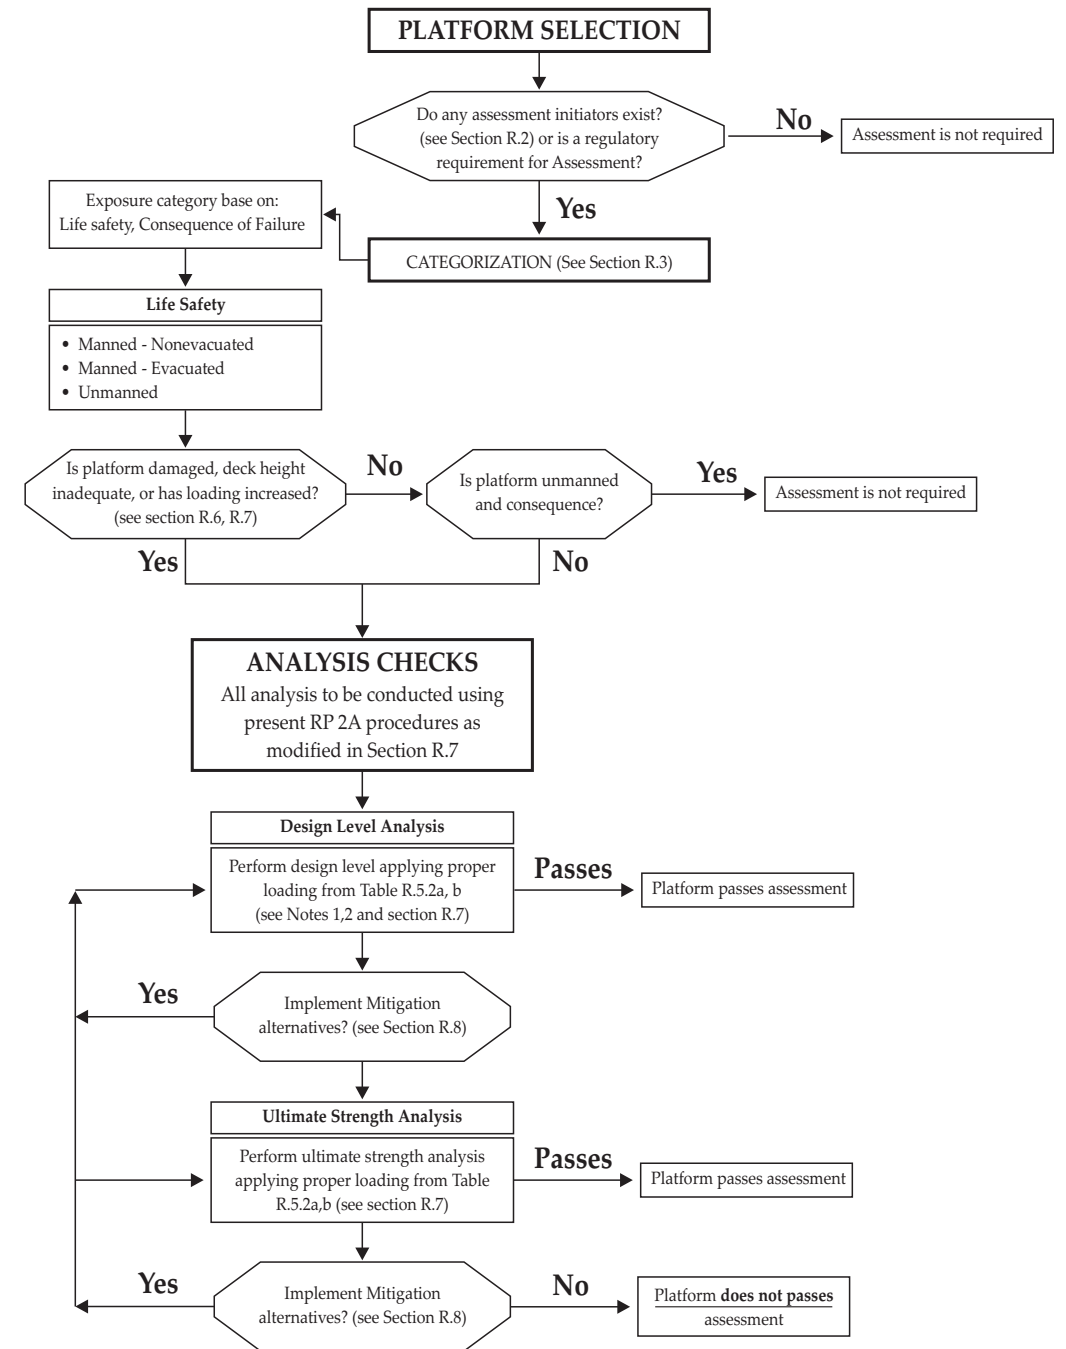 PLATFORM SELECTION
Do any assessment initiators exist?
(see Section R.2) or is a regulatory
requirement for Assessment?
No
Assessment is not required
Yes
Exposure category base on:
Life safety, Consequence of Failure
CATEGORIZATION (See Section R.3)
Life Safety
• Manned - Nonevacuated
• Manned - Evacuated
• Unmanned
Is platform damaged, deck height
inadequate, or has loading increased?
(see section R.6, R.7)
No
Is platform unmanned
and consequence?
Yes
Assessment is not required
Yes
No
ANALYSIS CHECKS
All analysis to be conducted using
present RP 2A procedures as
modified in Section R.7
Design Level Analysis
Perform design level applying proper
loading from Table R.5.2a, b
(see Notes 1,2 and section R.7)
Passes
Platform passes assessment
Yes
Implement Mitigation
alternatives? (see Section R.8)
Ultimate Strength Analysis
Perform ultimate strength analysis
applying proper loading from Table
R.5.2a,b (see section R.7)
Passes
Platform passes assessment
Yes
Implement Mitigation
alternatives? (see Section R.8)
No
Platform does not passes
assessment